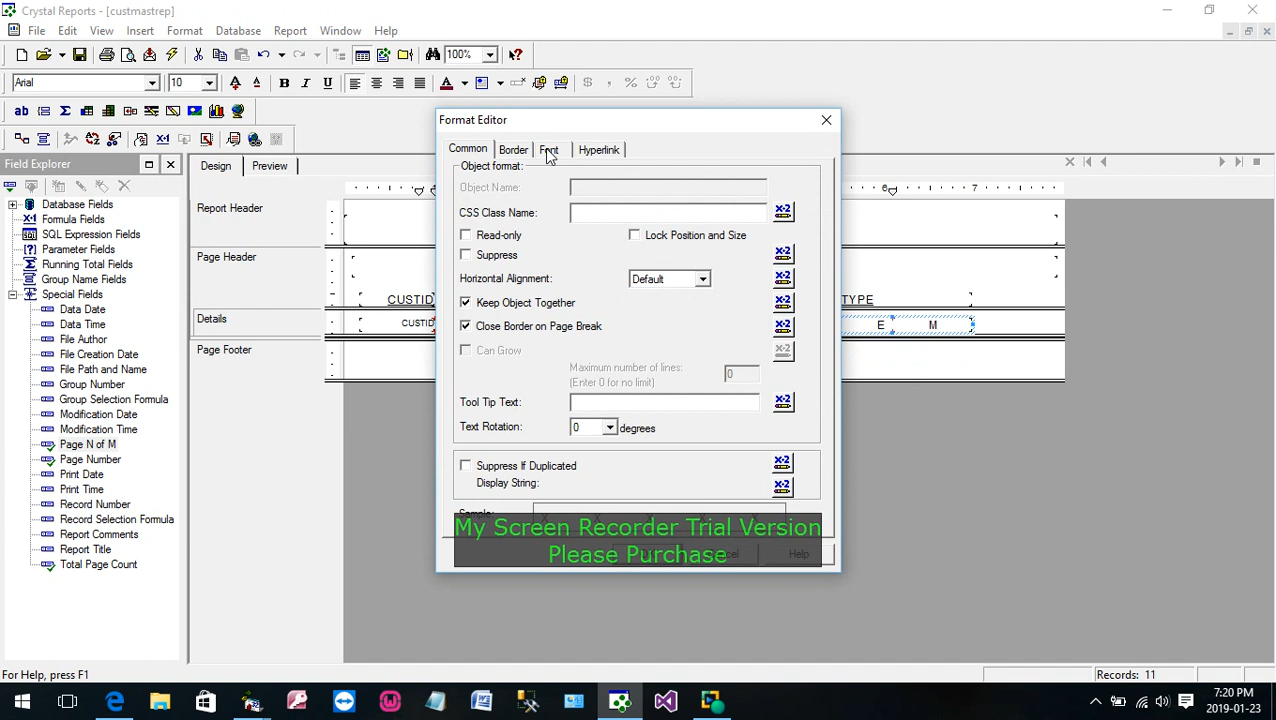 Crystal Reports - [custmastrep]
File Edit View Insert Format Database Report Window Help
100%
Arial 10 B I U A $ , %
ab Σ
Field Explorer
Design Preview
6 7
Database Fields
Formula Fields
SQL Expression Fields
Parameter Fields
Running Total Fields
Group Name Fields
Special Fields
Data Date
Data Time
File Author
File Creation Date
File Path and Name
Group Number
Group Selection Formula
Modification Date
Modification Time
Page N of M
Page Number
Print Date
Print Time
Record Number
Record Selection Formula
Report Comments
Report Title
Total Page Count
Report Header
Page Header
CUSTID TYPE
Details
CUSTID E M
Page Footer
Format Editor
Common Border Font Hyperlink
Object format:
Object Name:
CSS Class Name:
Read-only Lock Position and Size
Suppress
Horizontal Alignment: Default
Keep Object Together
Close Border on Page Break
Can Grow
Maximum number of lines:
(Enter 0 for no limit) 0
Tool Tip Text:
Text Rotation: 0 degrees
Suppress If Duplicated
Display String:
Sample:
My Screen Recorder Trial Version
Please Purchase
Cancel Help
For Help, press F1
Records: 11
7:20 PM
2019-01-23